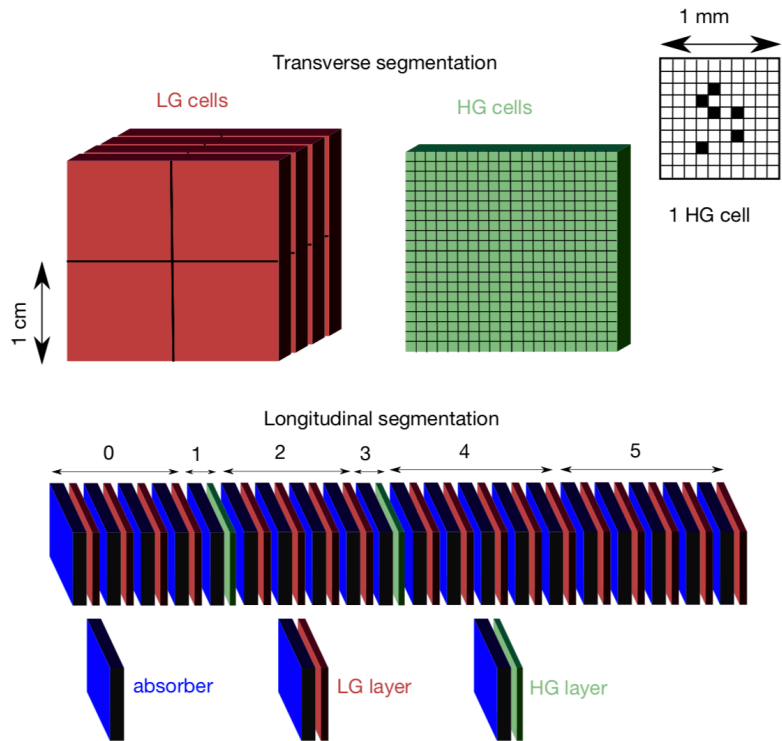 1 mm
Transverse segmentation
LG cells
HG cells
1 HG cell
1 cm
Longitudinal segmentation
0 1 2 3 4 5
absorber
LG layer
HG layer